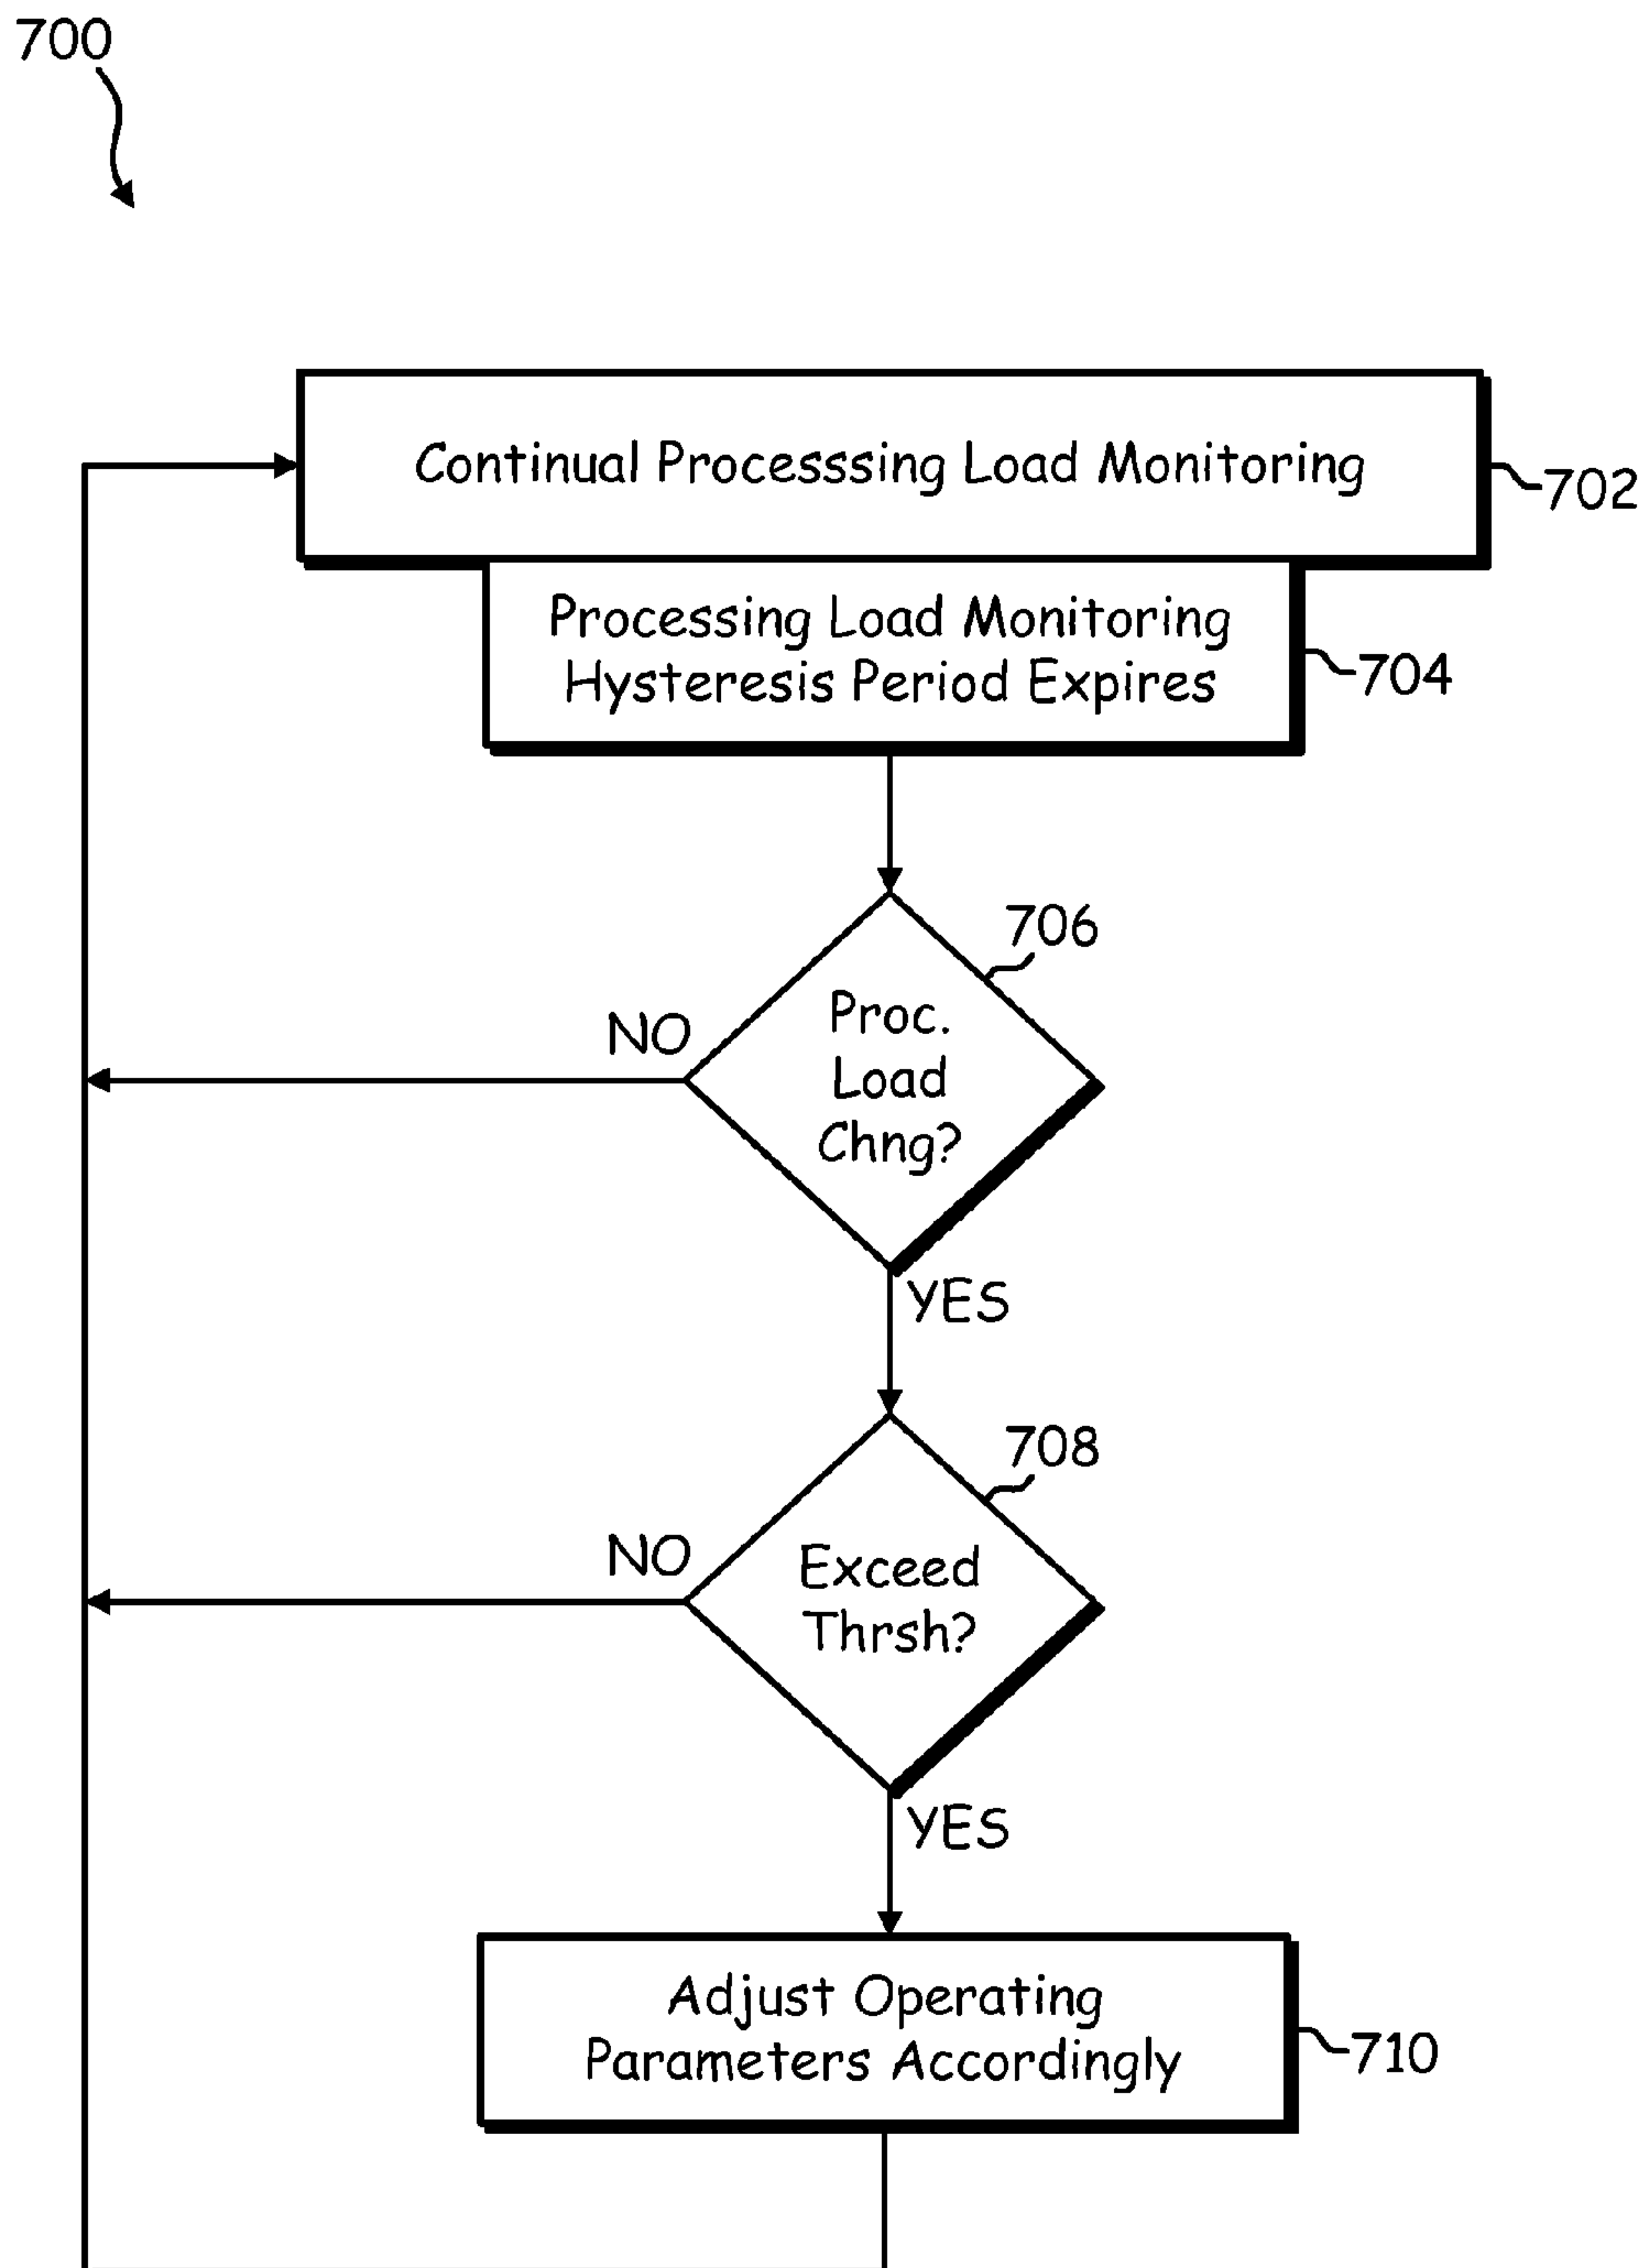 700
Continual Processsing Load Monitoring
702
Processing Load Monitoring
Hysteresis Period Expires
704
706
Proc.
Load
Chng?
NO
YES
708
Exceed
Thrsh?
NO
YES
Adjust Operating
Parameters Accordingly
710